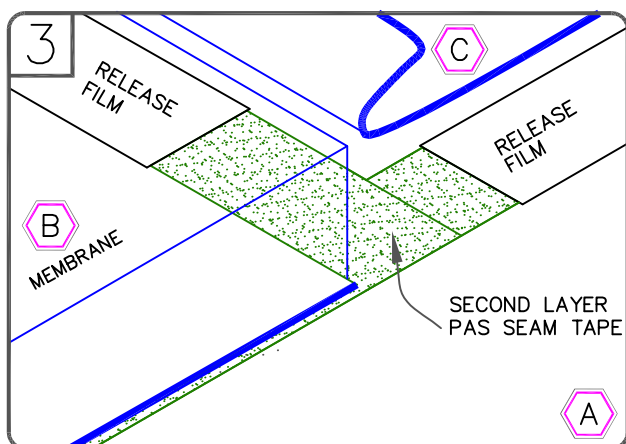 3
C
RELEASE
FILM
RELEASE
FILM
B
MEMBRANE
SECOND LAYER
PAS SEAM TAPE
A